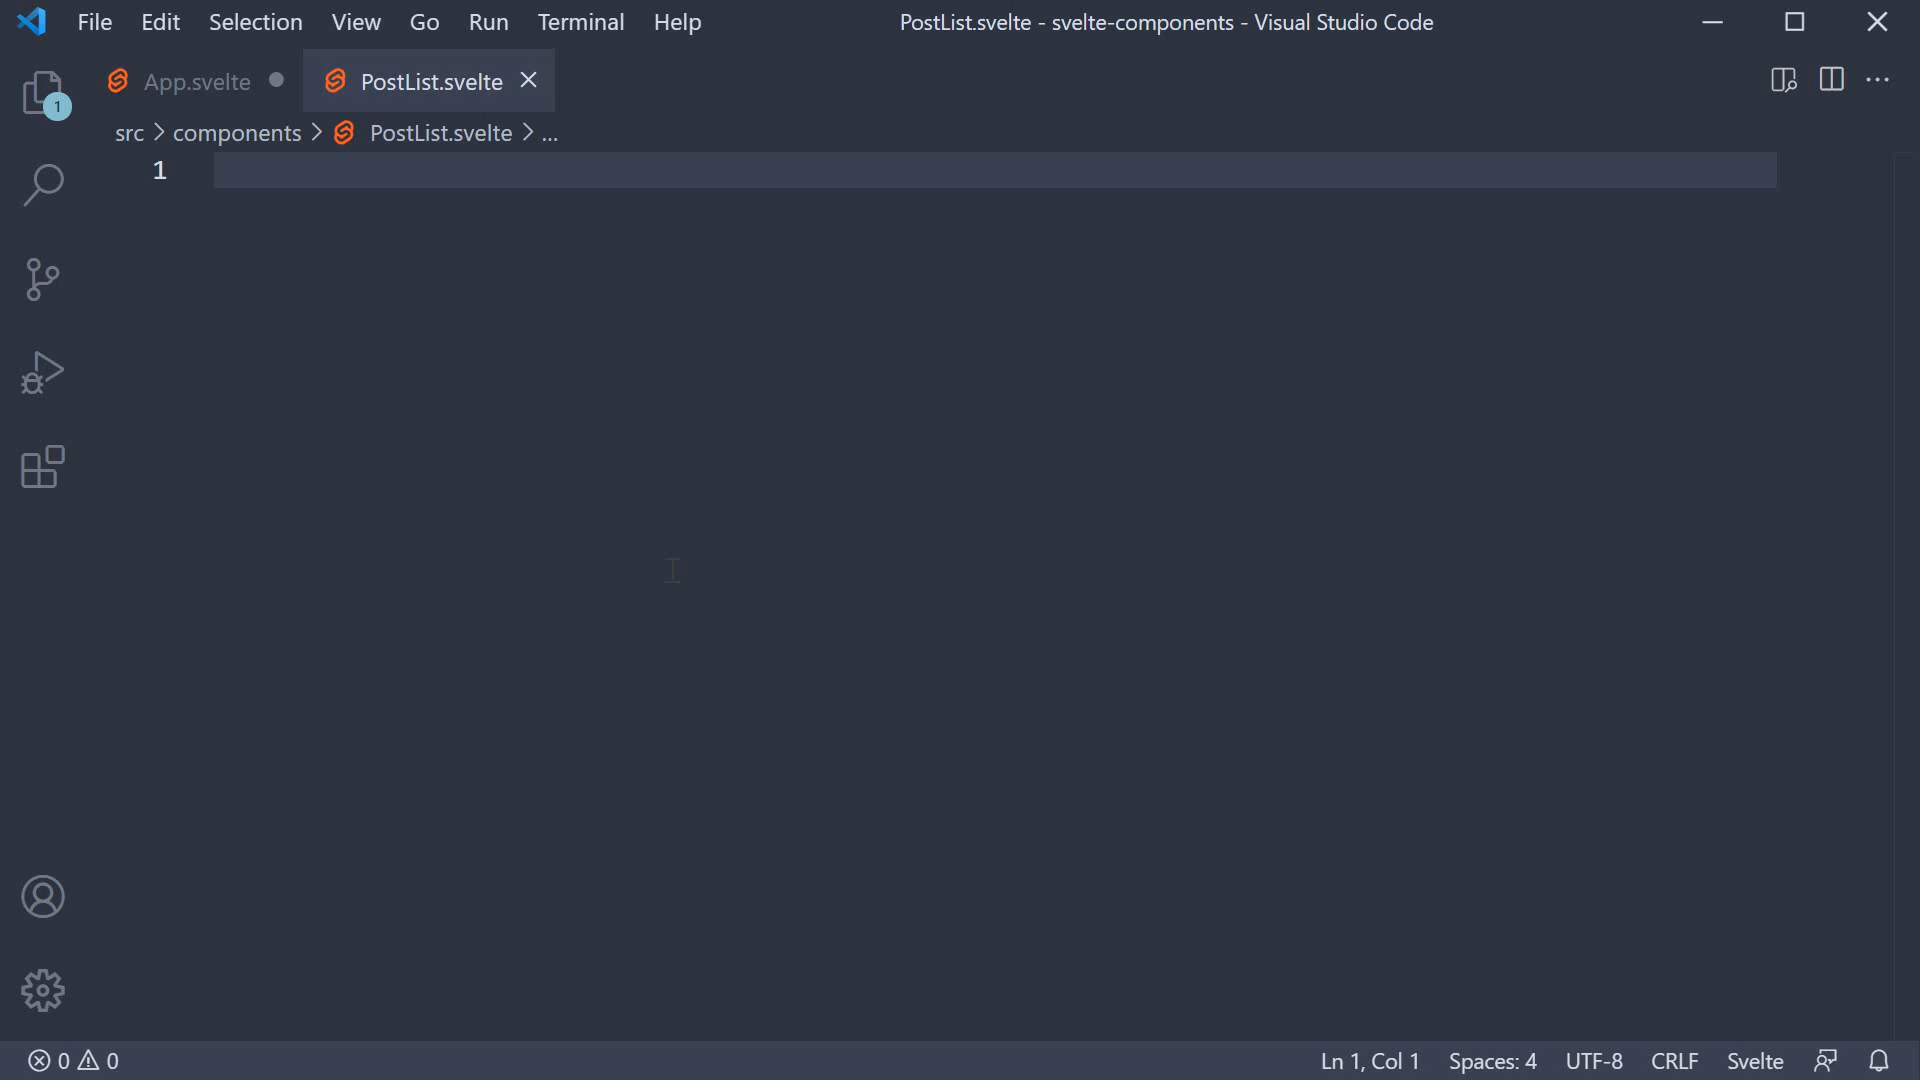 File Edit Selection View Go Run Terminal Help PostList.svelte - svelte-components - Visual Studio Code
App.svelte PostList.svelte
1
src > components > PostList.svelte > ...
1
0 0 Ln 1, Col 1 Spaces: 4 UTF-8 CRLF Svelte